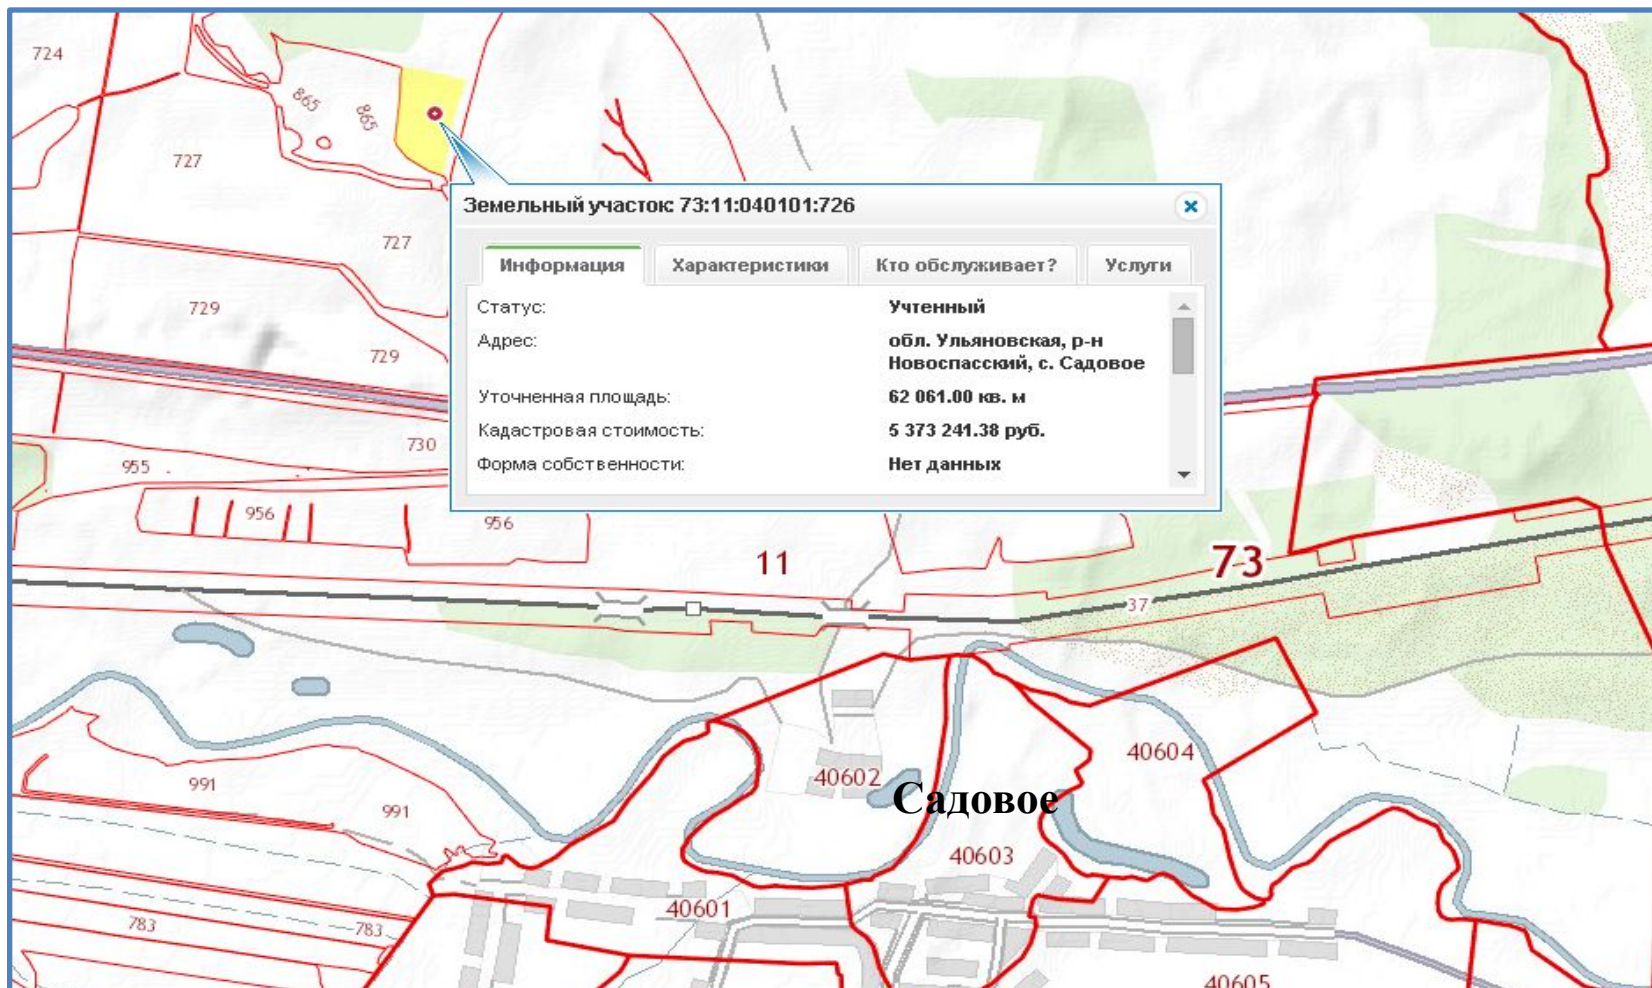 724
865
865
727
Земельный участок: 73:11:040101:726
727
Информация
Характеристики
Кто обслуживает?
Услуги
Статус:
Учтенный
729
Адрес:
обл. Ульяновская, р-н
Новоспасский, с. Садовое
729
Уточненная площадь:
62 061.00 кв. м
Кадастровая стоимость:
5 373 241.38 руб.
730
Форма собственности:
Нет данных
955
956
956
11
73
37
40604
40602
991
Садовое
991
40603
40601
783
783
40605